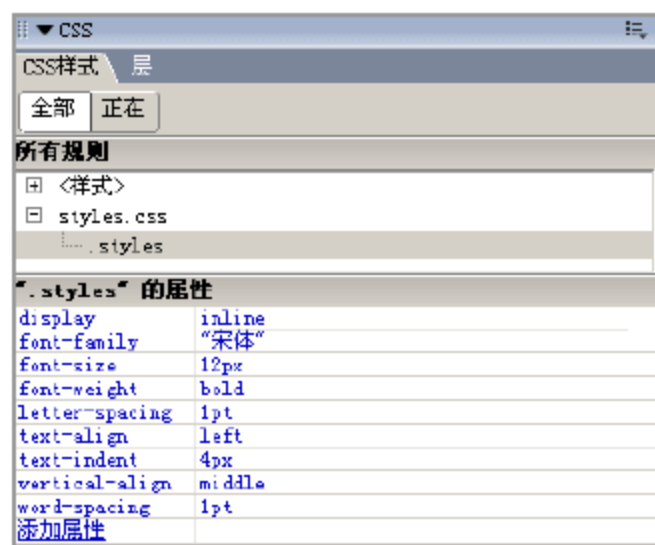 CSS
CSS样式 层
全部 正在
所有规则
<样式>
styles.css
.styles
".styles" 的属性
display inline
font-family "宋体"
font-size 12px
font-weight bold
letter-spacing 1pt
text-align left
text-indent 4px
vertical-align middle
word-spacing 1pt
添加属性